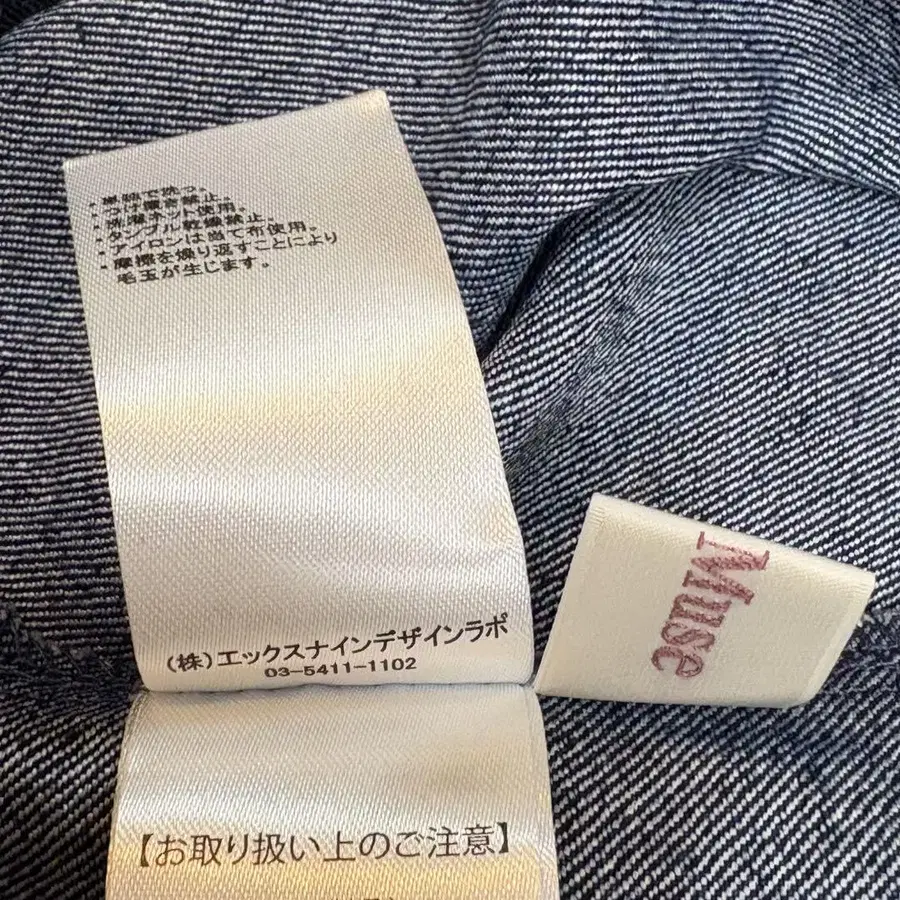 ・単独で洗っ。
・つけ置き禁止。
・洗濯ネット使用。
・タンブル乾燥禁止。
・アイロンは当て布使用。
・摩擦を燥り返すことにより
毛玉が生じます。
(株)エックスナインデザインラボ
03-5411-1102
Muse
【お取り扱い上のご注意】